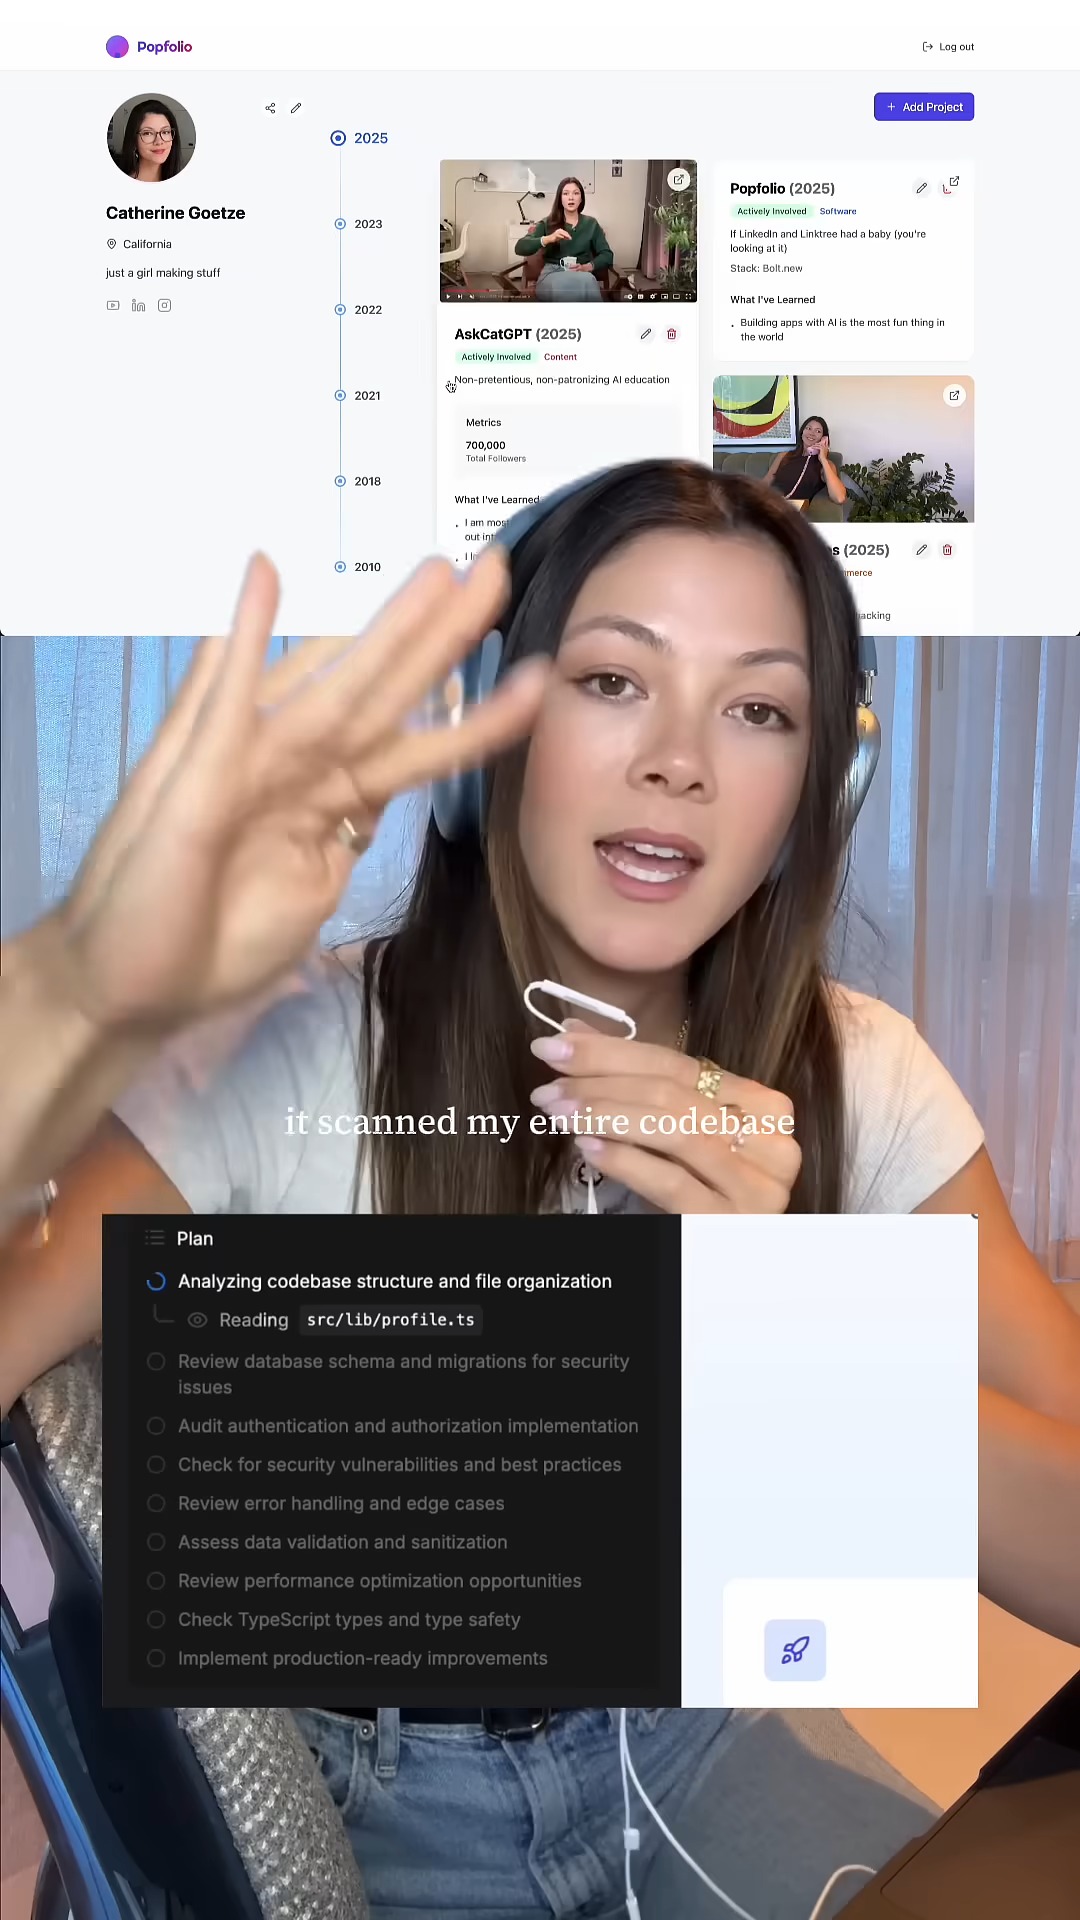 Popfolio
Log out
Add Project
2025
2023
2022
2021
2018
2010
Catherine Goetze
California
just a girl making stuff
AskCatGPT (2025)
Actively Involved Content
Non-pretentious, non-patronizing AI education
Metrics
700,000
Total Followers
What I've Learned
I am most
out int
Popfolio (2025)
Actively Involved Software
If LinkedIn and Linktree had a baby (you're
looking at it)
Stack: Bolt.new
What I've Learned
Building apps with AI is the most fun thing in
the world
s (2025)
merce
it scanned my entire codebase
Plan
Analyzing codebase structure and file organization
Reading src/lib/profile.ts
Review database schema and migrations for security
issues
Audit authentication and authorization implementation
Check for security vulnerabilities and best practices
Review error handling and edge cases
Assess data validation and sanitization
Review performance optimization opportunities
Check TypeScript types and type safety
Implement production-ready improvements